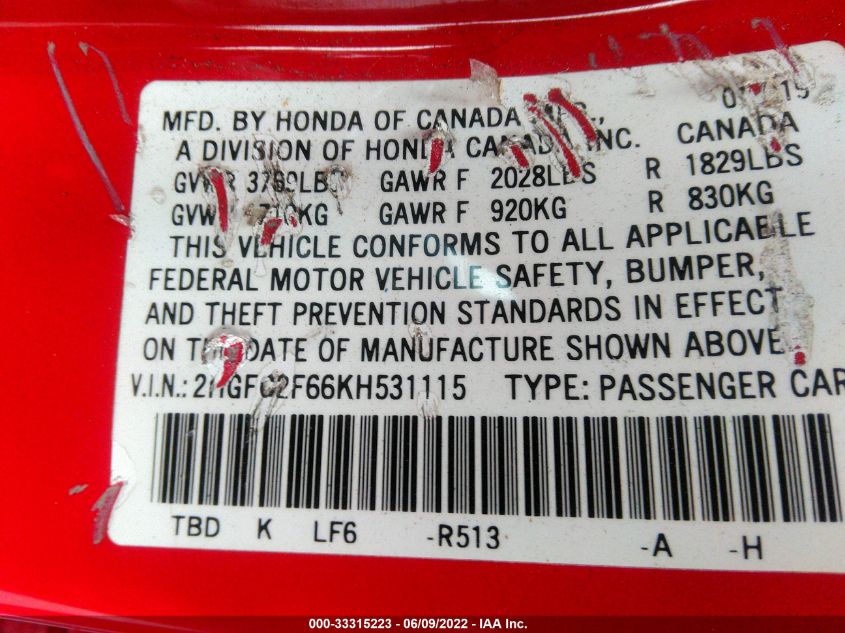 MFD. BY HONDA OF CANADA
A DIVISION OF HONDA CANADA INC. CANADA
GAWR F 2028LBS R 1829LBS
GAWR F 920KG R 830KG
THIS VEHICLE CONFORMS TO ALL APPLICABLE
FEDERAL MOTOR VEHICLE SAFETY, BUMPER,
AND THEFT PREVENTION STANDARDS IN EFFECT
ON THE DATE OF MANUFACTURE SHOWN ABOVE.
V.I.N.: 2HGFC2F66KH531115 TYPE: PASSENGER CAR
TBD K LF6 -R513 -A -H
000-33315223 - 06/09/2022 - IAA Inc.